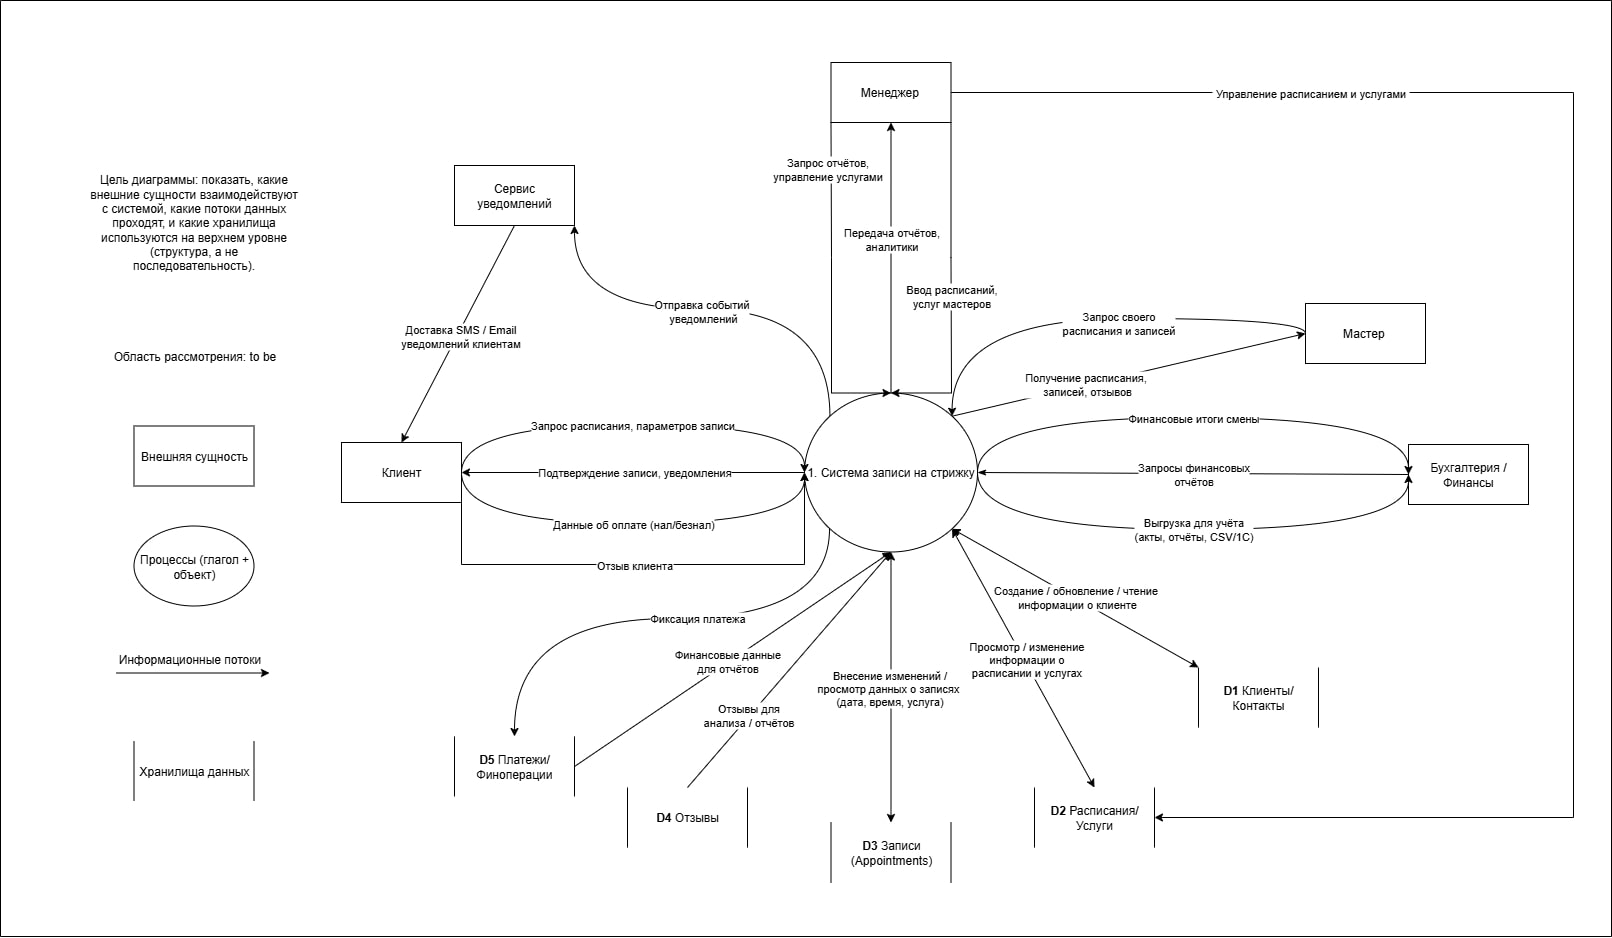 Менеджер
Управление расписанием и услугами
Запрос отчётов,
управление услугами
Цель диаграммы: показать, какие
внешние сущности взаимодействуют
с системой, какие потоки данных
проходят, и какие хранилища
используются на верхнем уровне
(структура, а не
последовательность).
Сервис
уведомлений
Передача отчётов,
аналитики
Ввод расписаний,
услуг мастеров
Отправка событий
уведомлений
Доставка SMS / Email
уведомлений клиентам
Запрос своего
расписания и записей
Мастер
Область рассмотрения: to be
Получение расписания,
записей, отзывов
Финансовые итоги смены
Запрос расписания, параметров записи
Внешняя сущность
Клиент
Подтверждение записи, уведомления
1. Система записи на стрижку
Запросы финансовых
отчётов
Бухгалтерия /
Финансы
Данные об оплате (нал/безнал)
Выгрузка для учёта
(акты, отчёты, CSV/1C)
Отзыв клиента
Процессы (глагол +
объект)
Создание / обновление / чтение
информации о клиенте
Фиксация платежа
Финансовые данные
для отчётов
Просмотр / изменение
информации о
расписании и услугах
Информационные потоки
Внесение изменений /
просмотр данных о записях
(дата, время, услуга)
D1 Клиенты/
Контакты
Отзывы для
анализа / отчётов
Хранилища данных
D5 Платежи/
Финоперации
D4 Отзывы
D3 Записи
(Appointments)
D2 Расписания/
Услуги